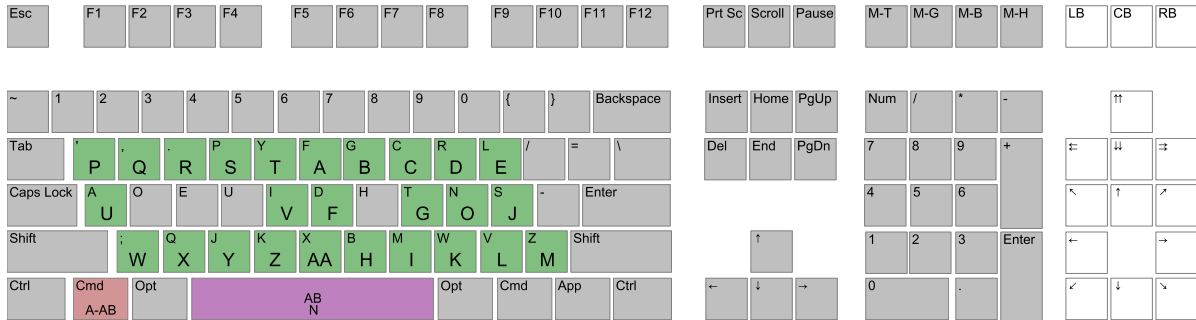 Esc F1 F2 F3 F4 F5 F6 F7 F8 F9 F10 F11 F12 Prt Sc Scroll Pause M-T M-G M-B M-H LB CB RB
~ 1 2 3 4 5 6 7 8 9 0 { } Backspace Insert Home PgUp Num / * - ⇈
Tab ' , . P Y F G C R L / = \ Del End PgDn 7 8 9 + ⇇ ⇊ ⇉
P Q R S T A B C D E
Caps Lock A O E U I D H T N S - Enter 4 5 6 ↖ ↑ ↗
U V F G O J
Shift ; Q J K X B M W V Z Shift ↑ 1 2 3 Enter ← →
W X Y Z AA H I K L M
Ctrl Cmd Opt Opt Cmd App Ctrl ← ↓ → 0 . ↙ ↓ ↘
A-AB AB
N